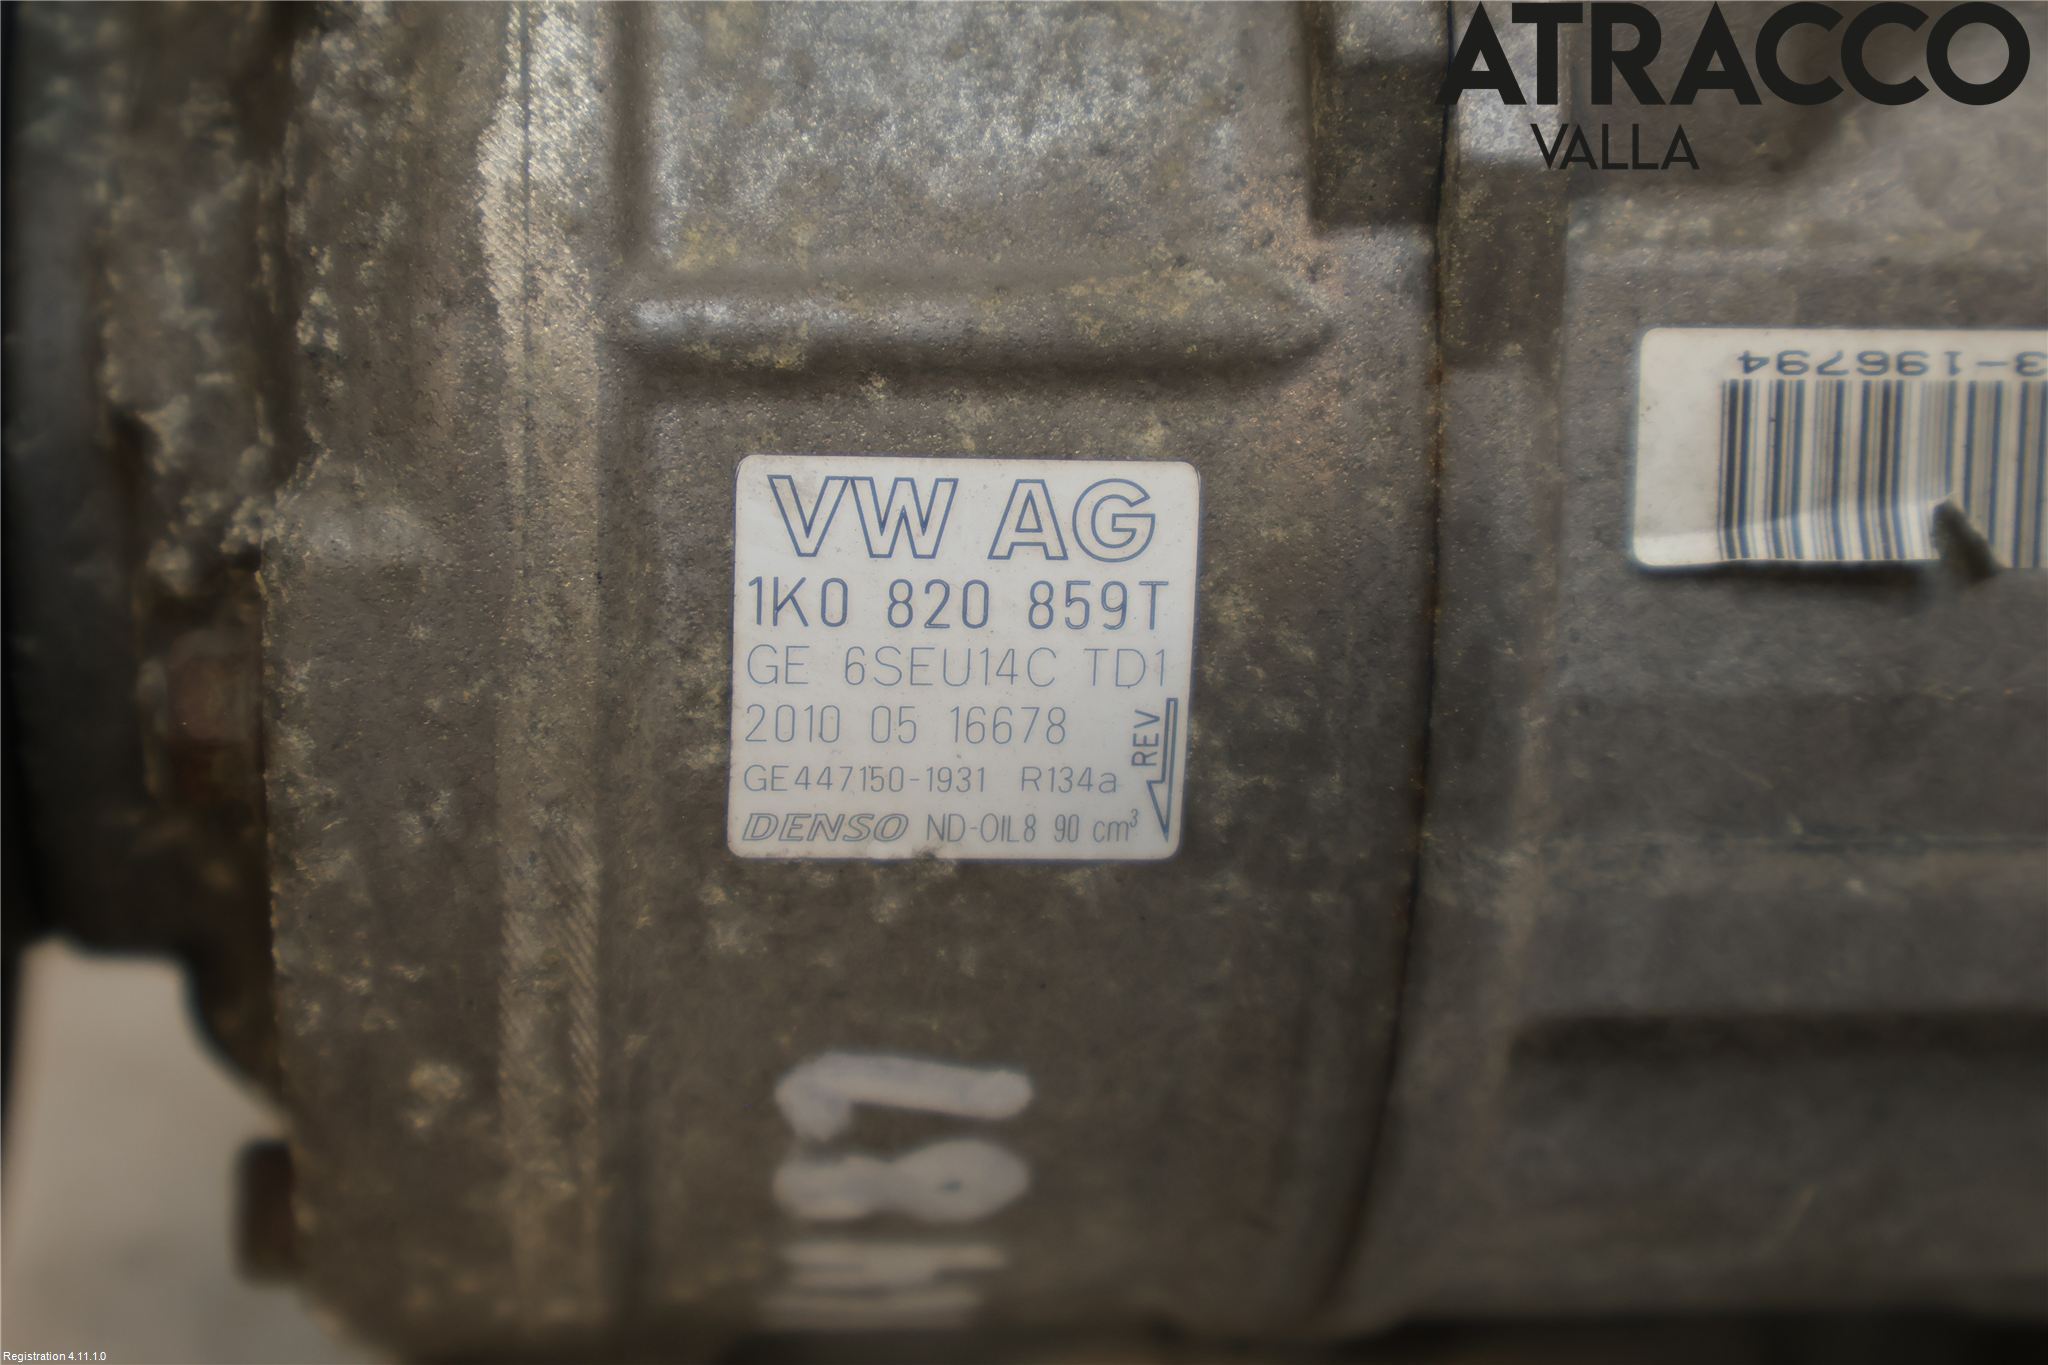 ATRACCO
VALLA
3-196794
VW AG
1K0 820 859T
GE 6SEU14C TD1
2010 05 16678
REV
GE447150-1931 R134a
DENSO ND-OIL8 90 cm³
Registration 4.11.1.0